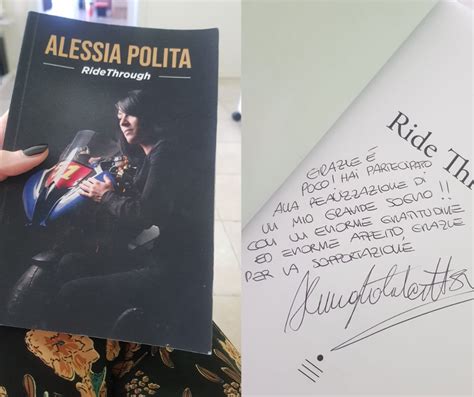 ALESSIA POLITA
RideThrough
Ride Th
GRAZIE È
POCO! HAI PARTECIPATO
ALLA REALIZZAZIONE DI
UN MIO GRANDE SOGNO!!
CON UN ENORME GRATITUDINE
ED ENORME AFFETTO, GRAZIE
PER LA SOPPORTAZIONE